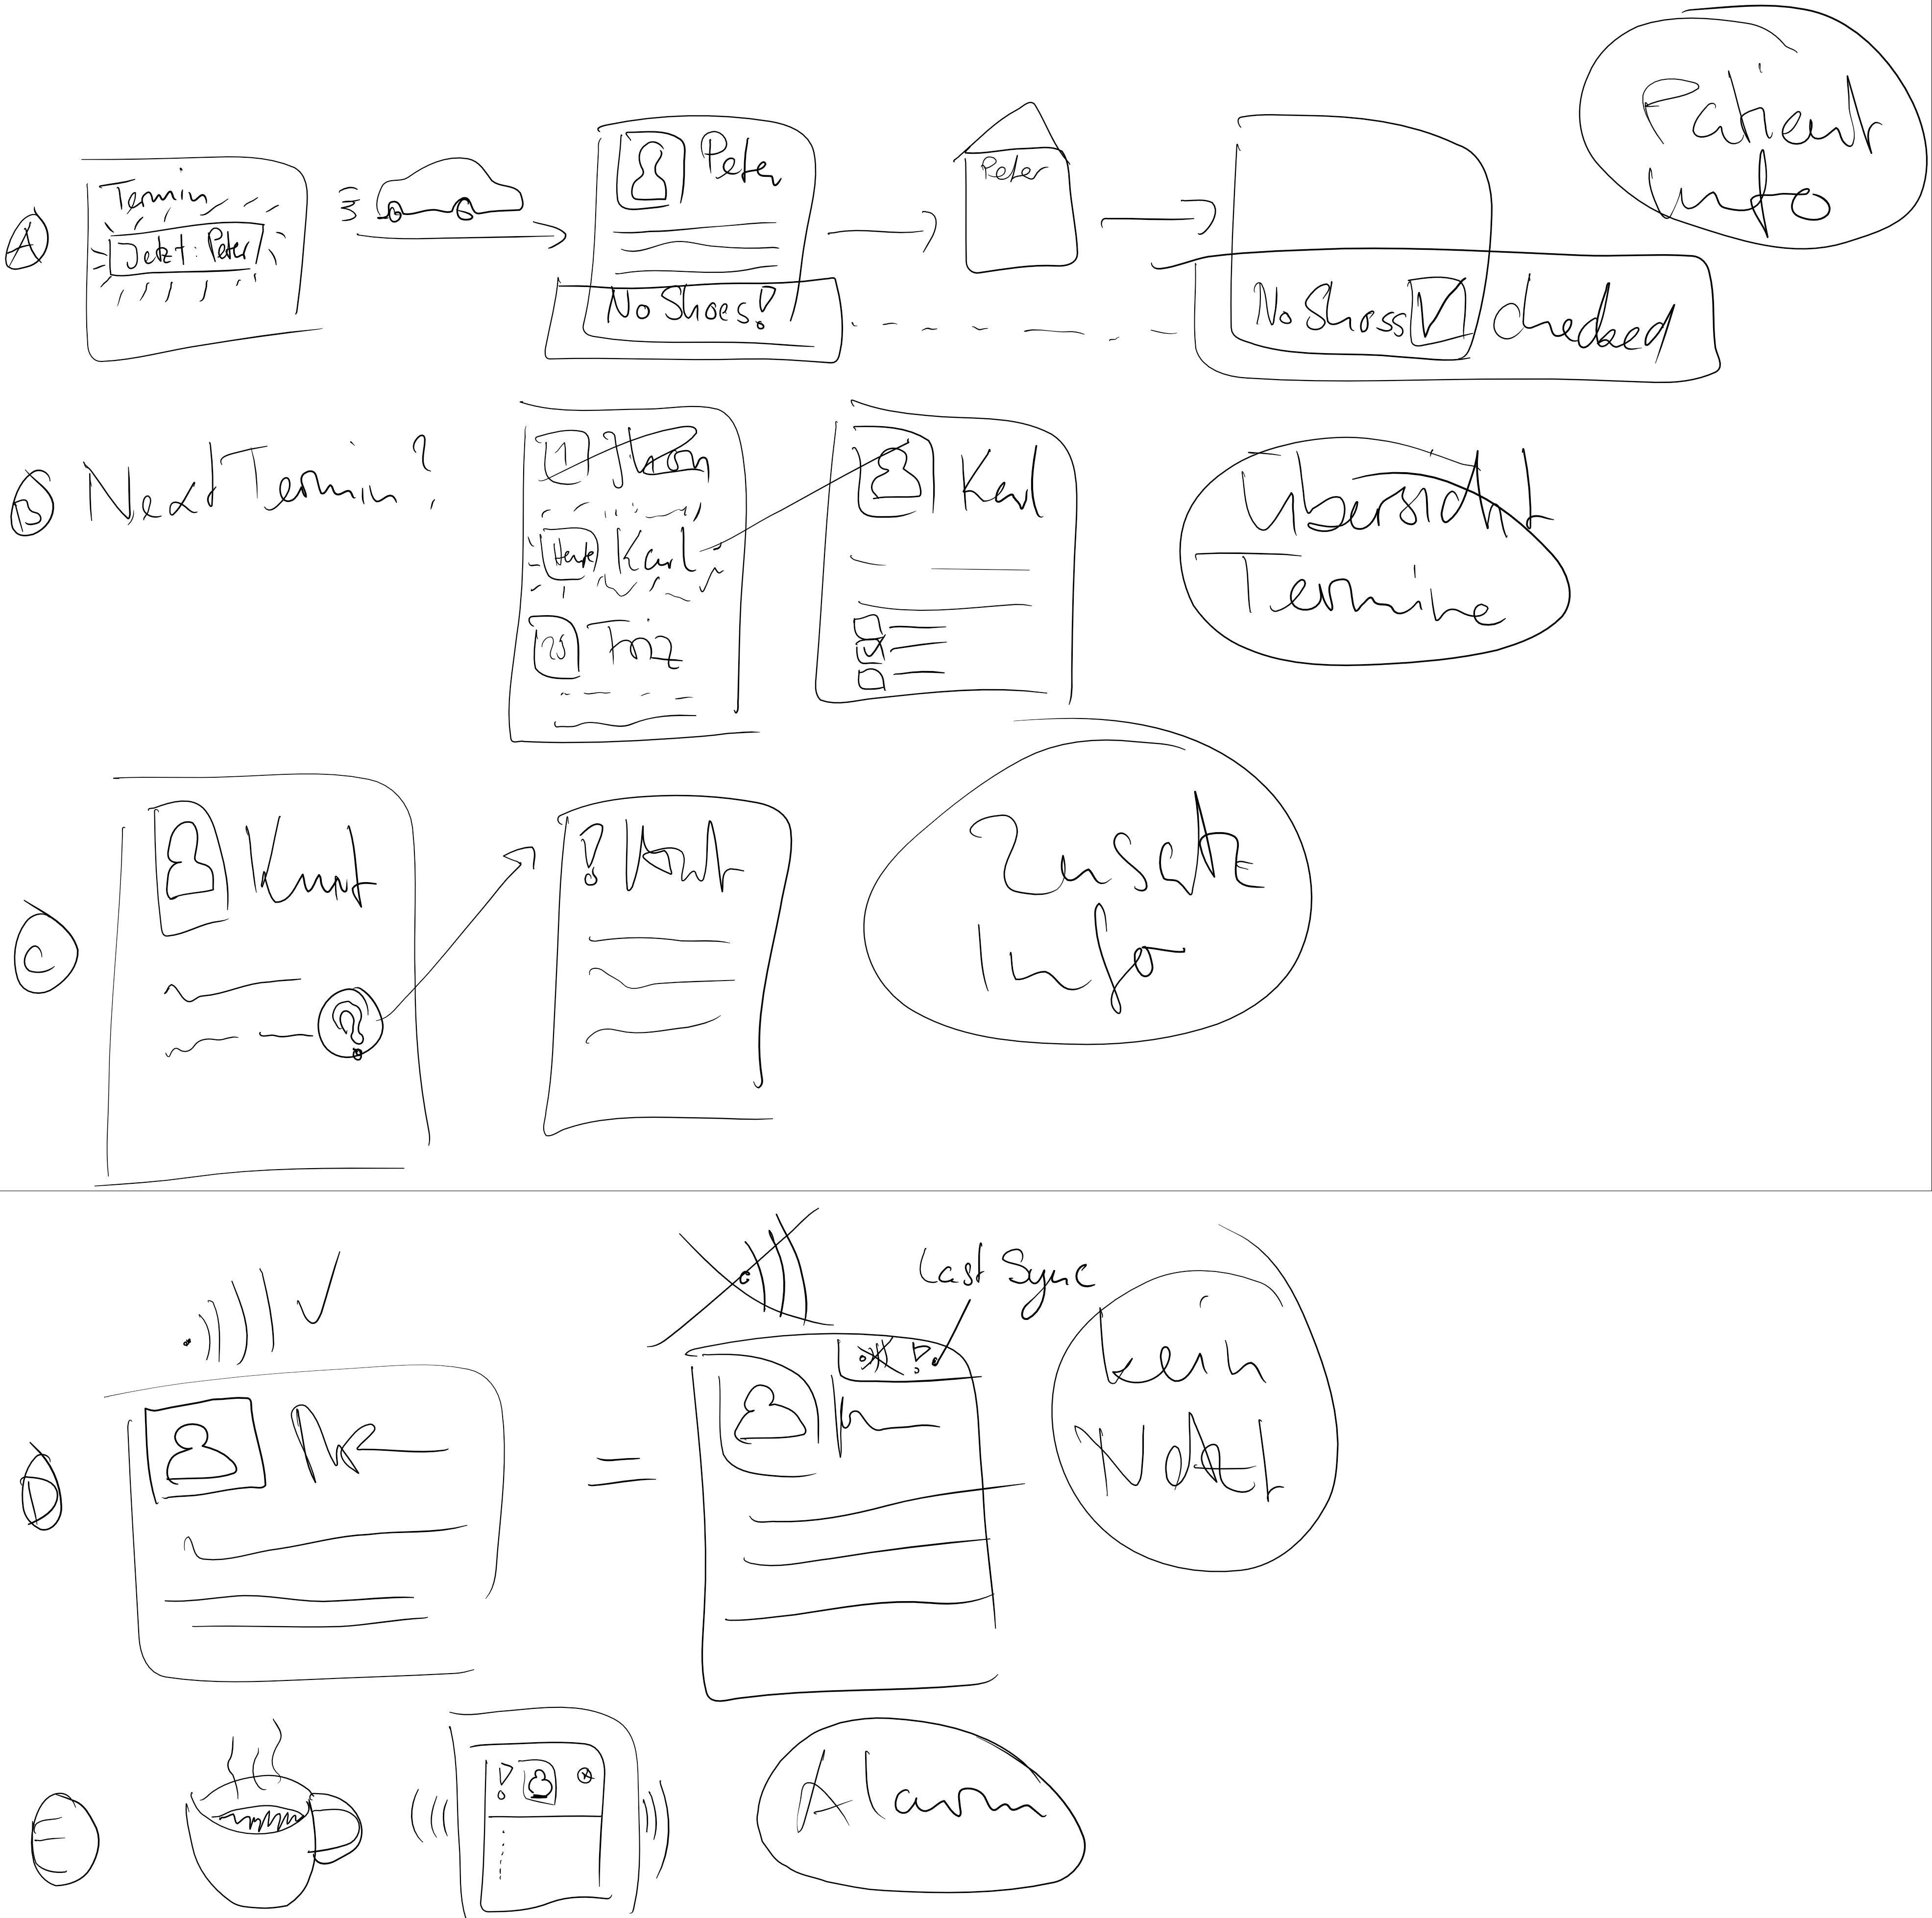 Patient
Info
A
Termin
Jetzt: Peter
Peter
No Shoes!
Peter
No Shoes checked
B
Next Termin?
Heute Karl
Karl
Übersicht
Termine
C
Knut
?
!
Zusatz
Info
✓
Last Sync
!
Kein
Netz
D
E
!
Alarm